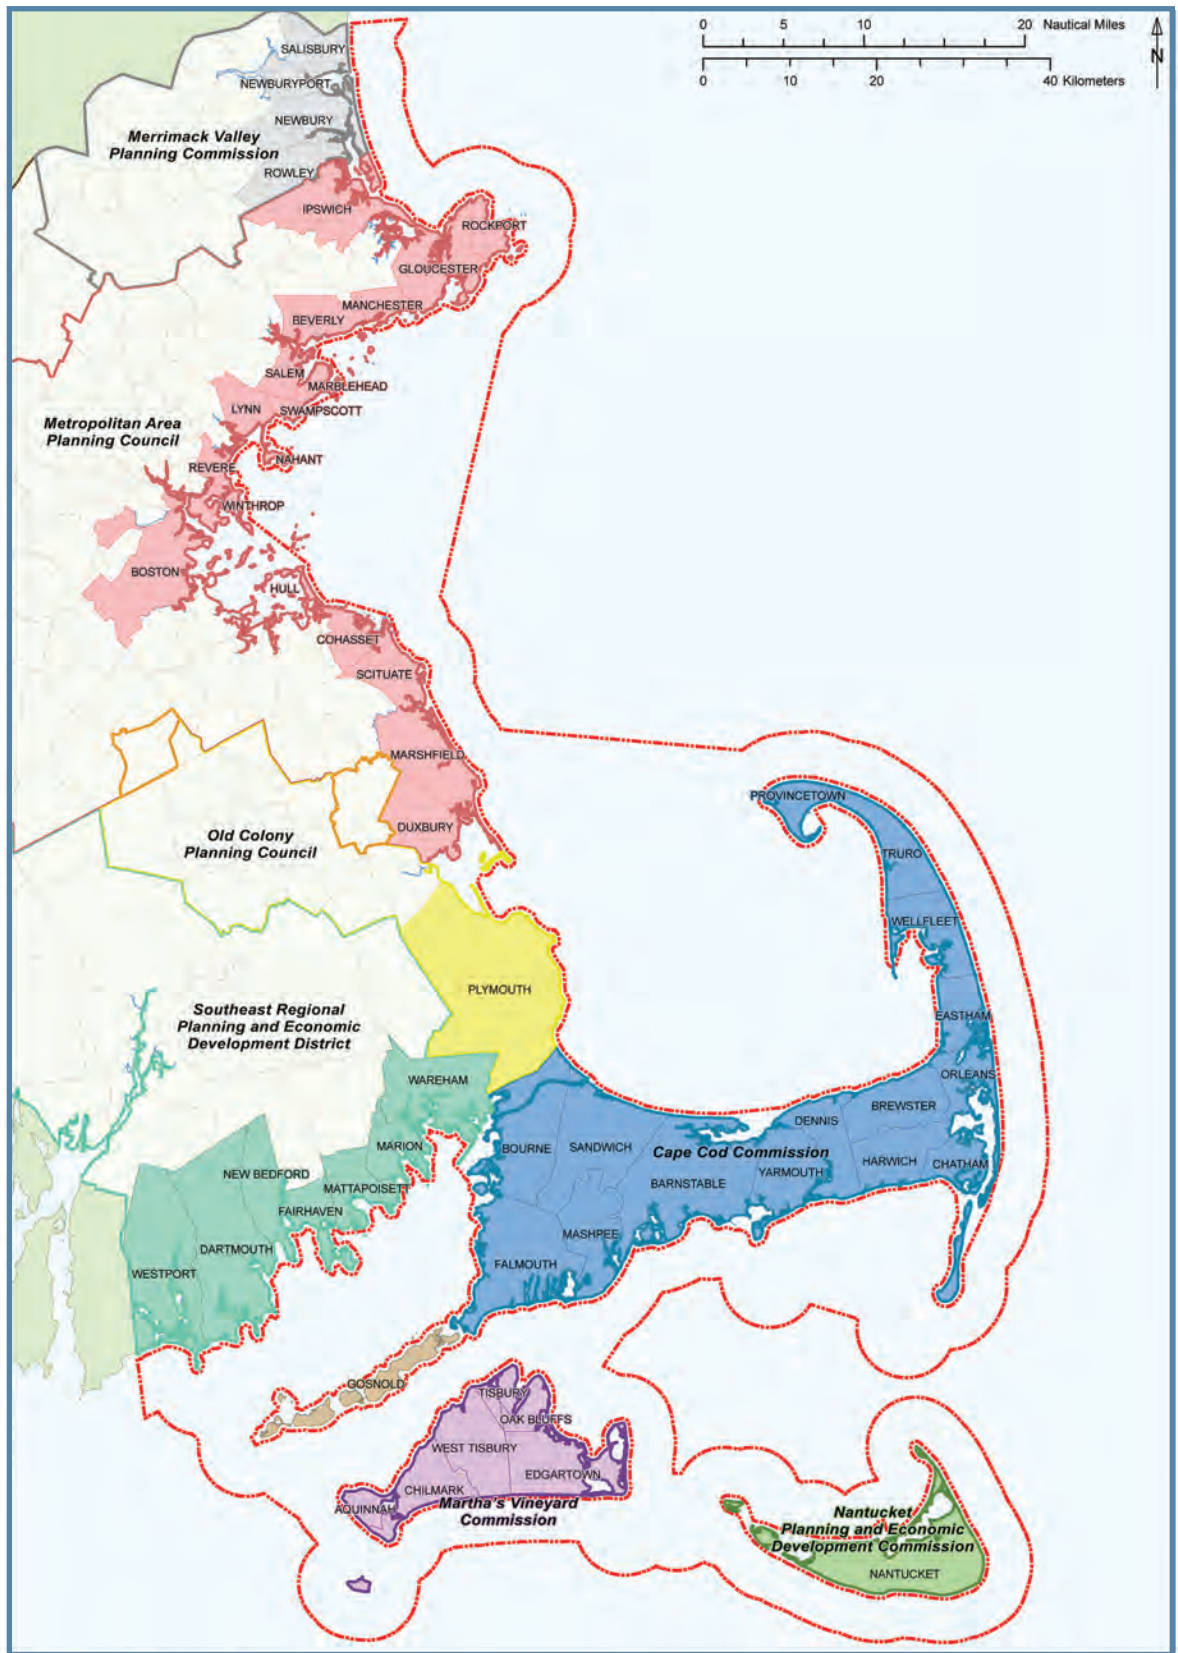 0 5 10 20 Nautical Miles
N
0 10 20 40 Kilometers
SALISBURY
NEWBURYPORT
NEWBURY
Merrimack Valley
Planning Commission
ROWLEY
IPSWICH
ROCKPORT
GLOUCESTER
MANCHESTER
BEVERLY
SALEM
MARBLEHEAD
LYNN
SWAMPSCOTT
Metropolitan Area
Planning Council
NAHANT
REVERE
WINTHROP
BOSTON
HULL
COHASSET
SCITUATE
MARSHFIELD
PROVINCETOWN
DUXBURY
Old Colony
Planning Council
TRURO
WELLFLEET
PLYMOUTH
Southeast Regional
Planning and Economic
Development District
EASTHAM
ORLEANS
WAREHAM
BREWSTER
DENNIS
MARION
BOURNE
SANDWICH
Cape Cod Commission
HARWICH
CHATHAM
YARMOUTH
NEW BEDFORD
BARNSTABLE
MATTAPOISETT
FAIRHAVEN
MASHPEE
DARTMOUTH
FALMOUTH
WESTPORT
GOSNOLD
TISBURY
OAK BLUFFS
WEST TISBURY
EDGARTOWN
CHILMARK
AQUINNAH
Martha's Vineyard
Commission
Nantucket
Planning and Economic
Development Commission
NANTUCKET